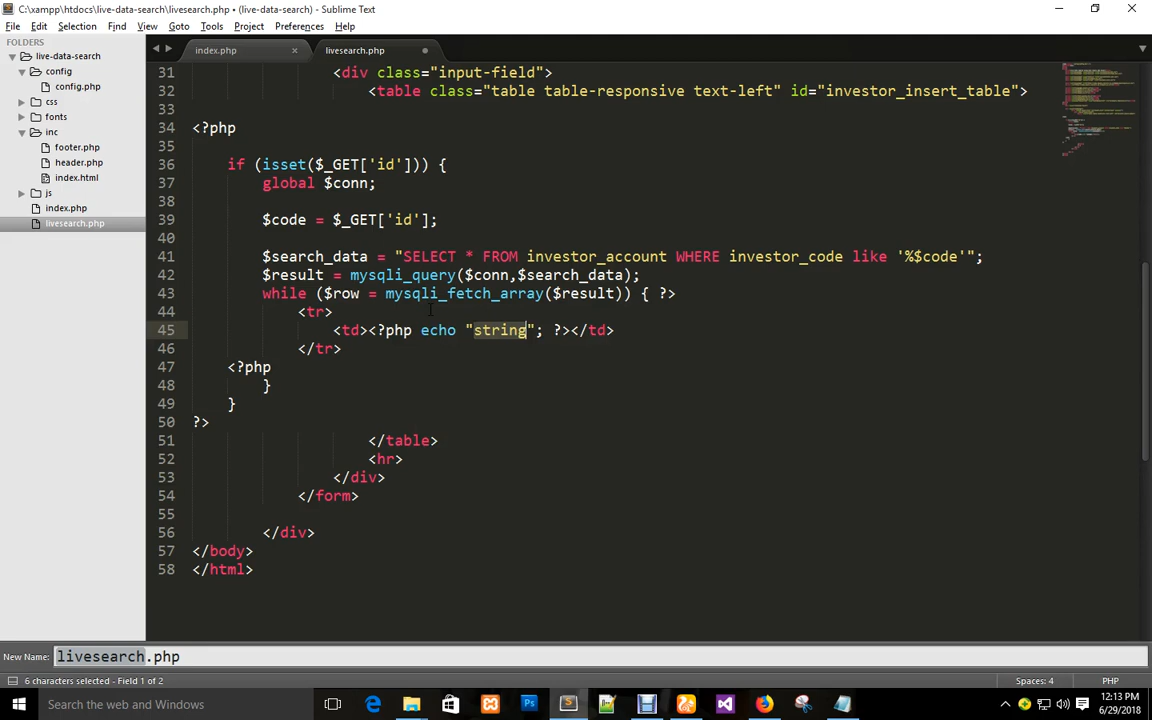 C:\xampp\htdocs\live-data-search\livesearch.php • (live-data-search) - Sublime Text
File Edit Selection Find View Goto Tools Project Preferences Help
FOLDERS
live-data-search
config
config.php
css
fonts
inc
footer.php
header.php
index.html
js
index.php
livesearch.php
index.php livesearch.php
31 <div class="input-field">
32 <table class="table table-responsive text-left" id="investor_insert_table">
33
34 <?php
35
36 if (isset($_GET['id'])) {
37 global $conn;
38
39 $code = $_GET['id'];
40
41 $search_data = "SELECT * FROM investor_account WHERE investor_code like '%$code'";
42 $result = mysqli_query($conn,$search_data);
43 while ($row = mysqli_fetch_array($result)) { ?>
44 <tr>
45 <td><?php echo "string"; ?></td>
46 </tr>
47 <?php
48 }
49 }
50 ?>
51 </table>
52 <hr>
53 </div>
54 </form>
55
56 </div>
57 </body>
58 </html>
New Name: livesearch.php
6 characters selected - Field 1 of 2 Spaces: 4 PHP
Search the web and Windows
12:13 PM
6/29/2018